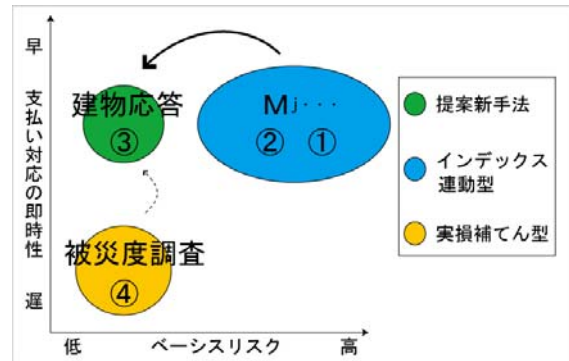 早
支払い対応の即時性
遅
建物応答
③
Mj・・・
② ①
被災度調査
④
低 ベーシスリスク 高
提案新手法
インデックス
連動型
実損補てん型